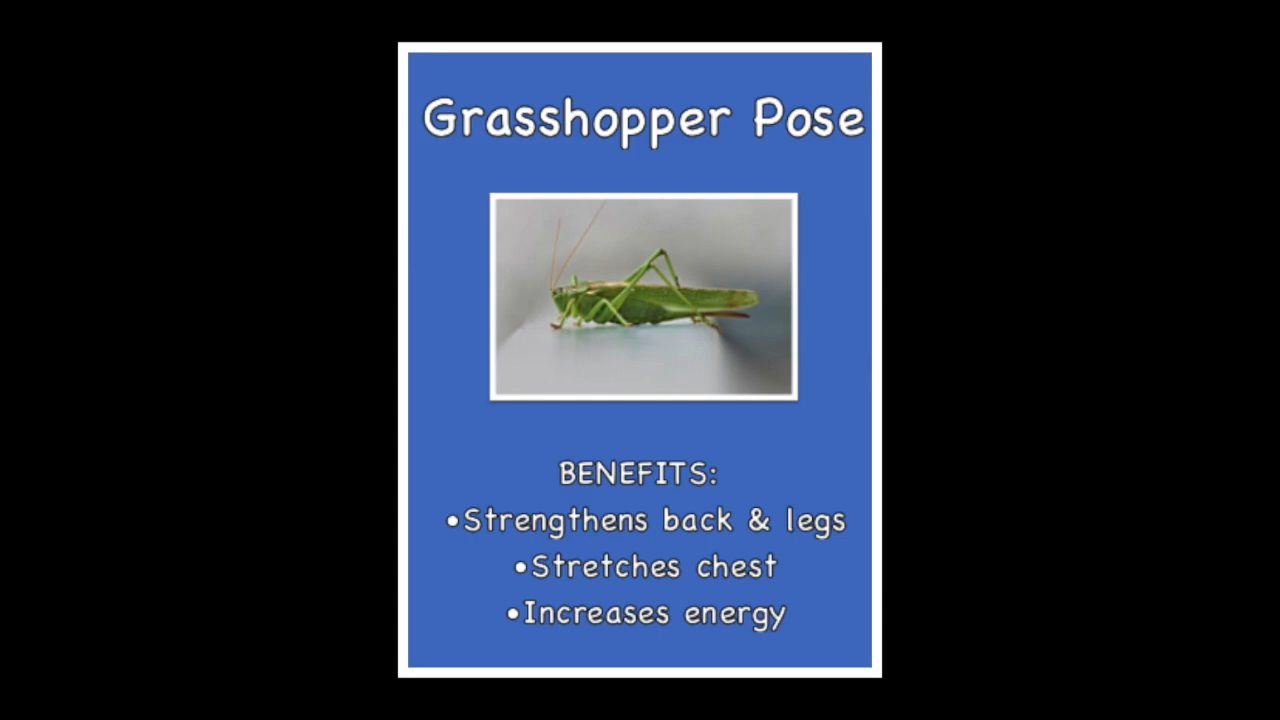 Grasshopper Pose
BENEFITS:
•Strengthens back & legs
•Stretches chest
•Increases energy